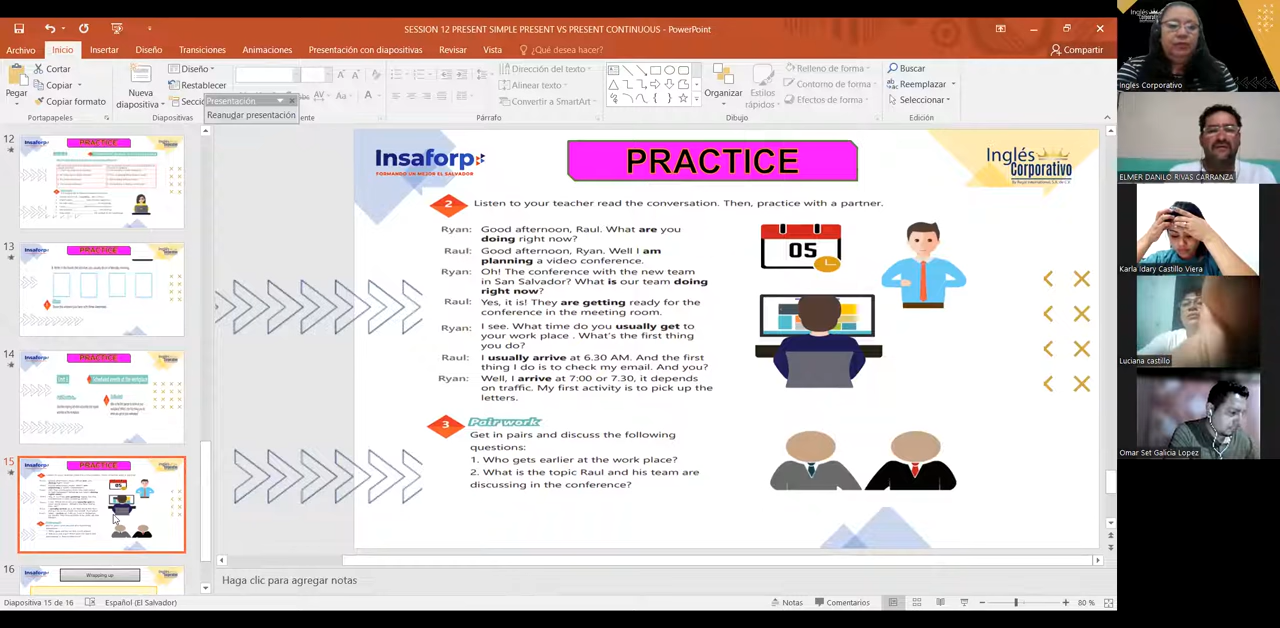 SESSION 12 PRESENT SIMPLE PRESENT VS PRESENT CONTINUOUS - PowerPoint
Archivo Inicio Insertar Diseño Transiciones Animaciones Presentación con diapositivas Revisar Vista ¿Qué desea hacer? Compartir
Pegar
Cortar
Copiar
Copiar formato
Portapapeles
Nueva diapositiva
Diseño
Restablecer
Diapositivas
Presentación
Reanudar presentación
Dirección del texto
Alinear texto
Convertir a SmartArt
Párrafo
Organizar
Estilos rápidos
Relleno de forma
Contorno de forma
Efectos de forma
Dibujo
Buscar
Reemplazar
Seleccionar
Edición
12
PRACTICE
13
14
PRACTICE
15
PRACTICE
16
Wrapping up
Insaforp
FORMANDO UN MEJOR EL SALVADOR
PRACTICE
Inglés
Corporativo
2 Listen to your teacher read the conversation. Then, practice with a partner.
Ryan: Good afternoon, Raul. What are you
doing right now?
Raul: Good afternoon, Ryan. Well I am
planning a video conference.
Ryan: Oh! The conference with the new team
in San Salvador? What is our team doing
right now?
Raul: Yes, it is! They are getting ready for the
conference in the meeting room.
Ryan: I see. What time do you usually get to
your work place . What's the first thing
you do?
Raul: I usually arrive at 6.30 AM. And the first
thing I do is to check my email. And you?
Ryan: Well, I arrive at 7:00 or 7.30, it depends
on traffic. My first activity is to pick up the
letters.
05
3 Pair work
Get in pairs and discuss the following
questions:
1. Who gets earlier at the work place?
2. What is the topic Raul and his team are
discussing in the conference?
Haga clic para agregar notas
Diapositiva 15 de 16 Español (El Salvador) Notas Comentarios 80 %
Inglés Corporativo
ELMER DANILO RIVAS CARRANZA
Karla Idary Castillo Viera
Luciana castillo
Omar Set Galicia Lopez